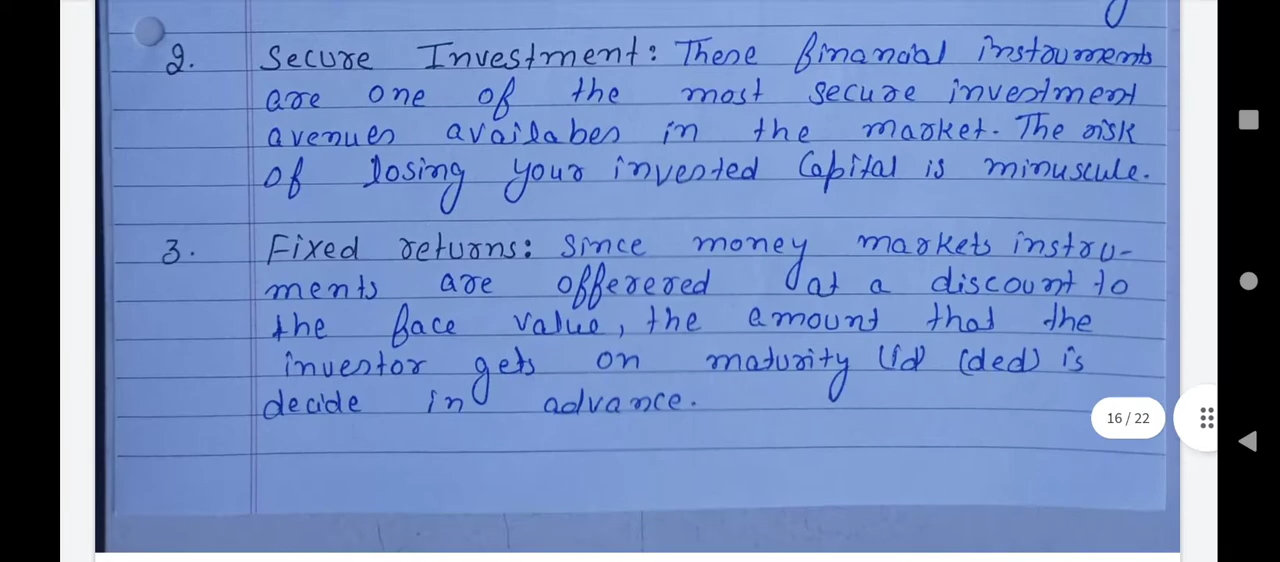 2. Secure Investment: These financial instruments
are one of the most secure investment
avenues availabes in the market. The risk
of losing your invested Capital is minuscule.
3. Fixed returns: Since money markets instru-
ments are offerered at a discount to
the face value, the amount that the
investor gets on maturity (id) (ded) is
decide in advance.
16 / 22